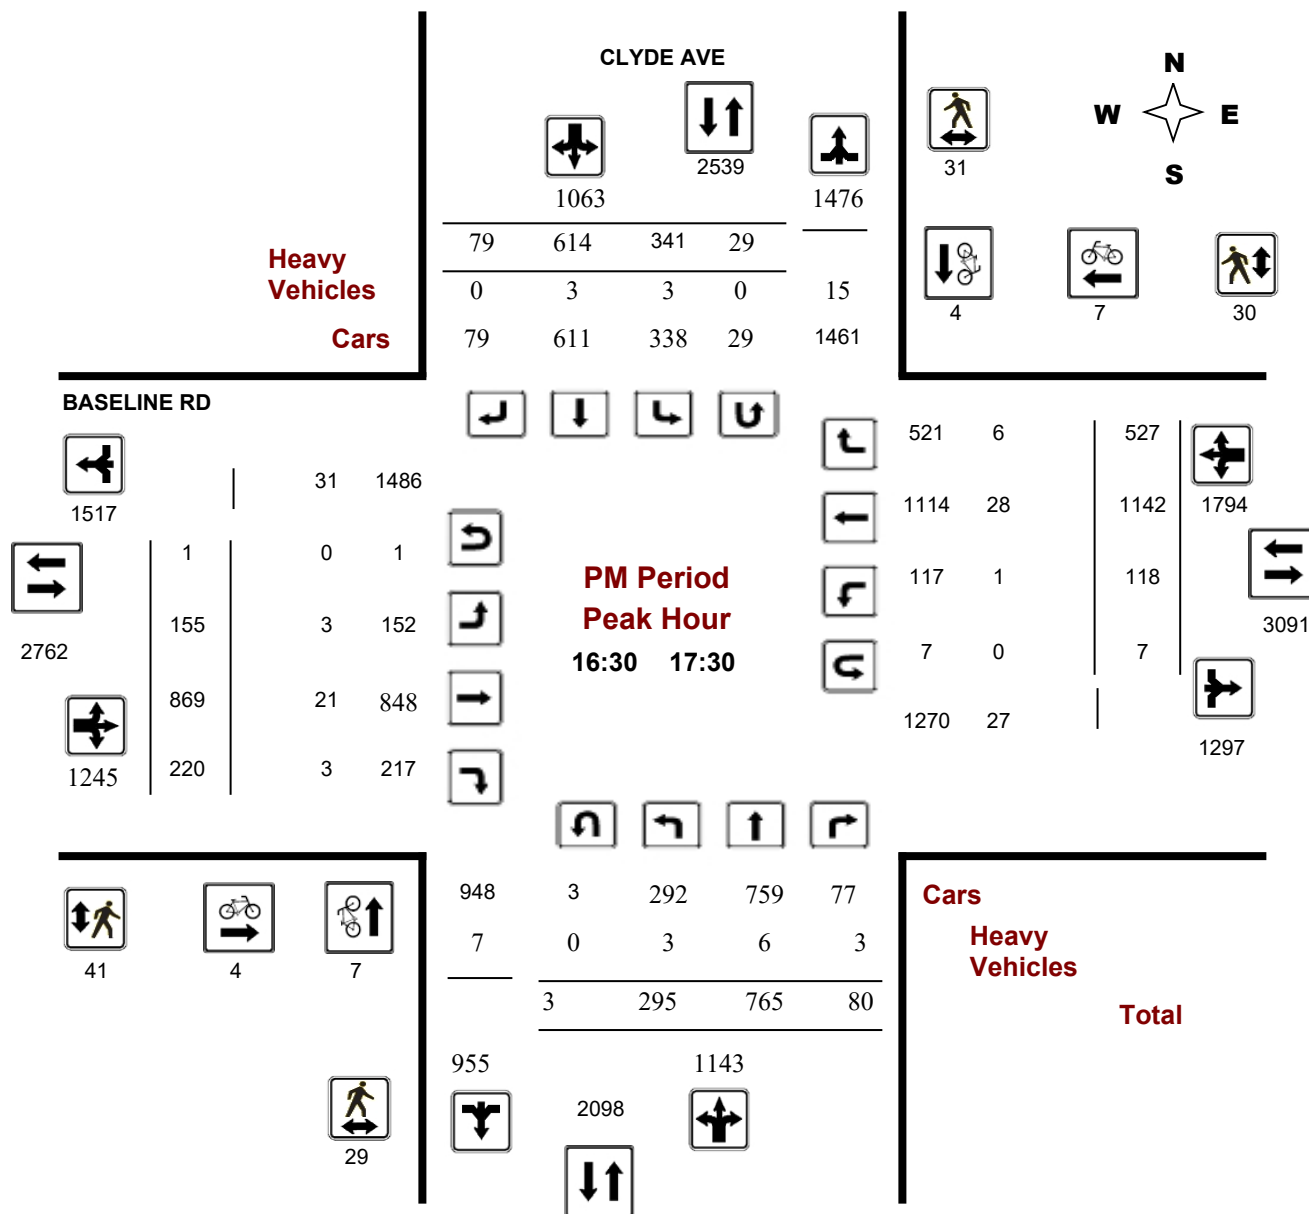 CLYDE AVE
N
W E
S
2539
31
1063
1476
79 614 341 29
Heavy
Vehicles
0 3 3 0 15
4 7 30
Cars
79 611 338 29 1461
BASELINE RD
521 6 527
31 1486
1517
1114 28 1142 1794
1 0 1
PM Period
117 1 118
155 3 152
Peak Hour
3091
2762
16:30 17:30
7 0 7
869 21 848
1270 27
1297
1245
220 3 217
948 3 292 759 77
Cars
7 0 3 6 3
Heavy
Vehicles
41 4 7
3 295 765 80
Total
955 1143
2098
29